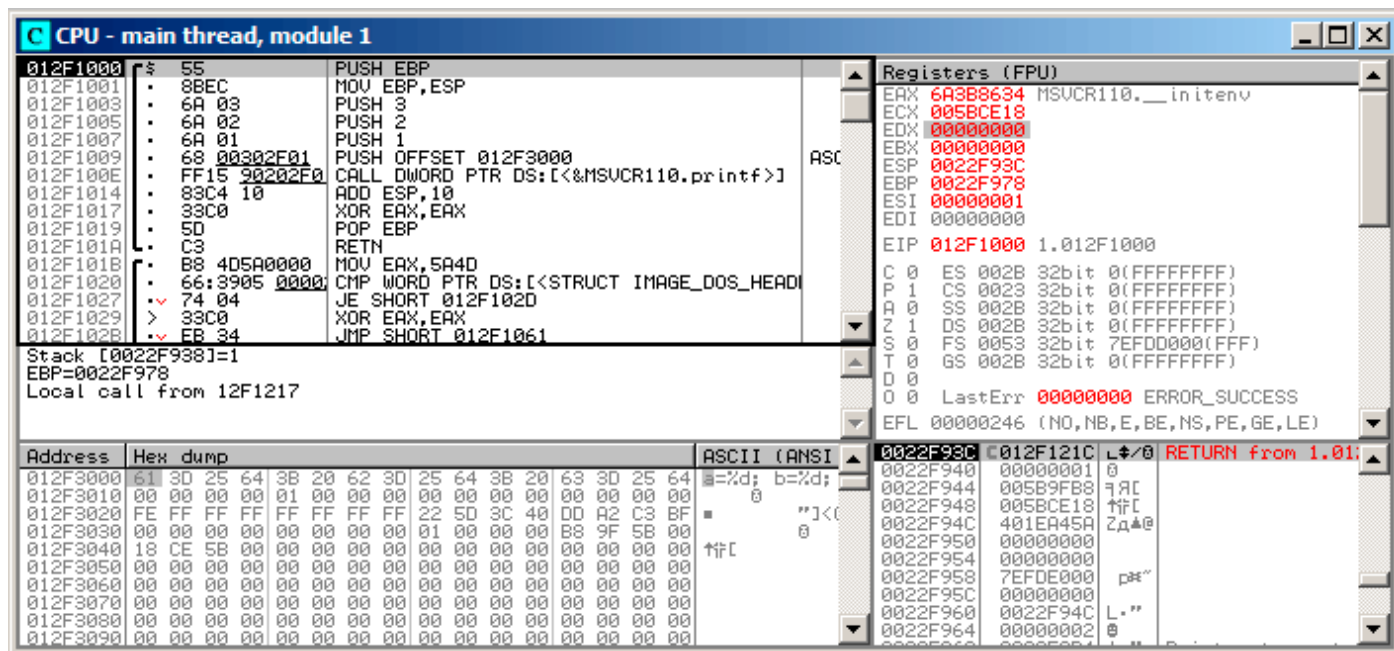 C CPU - main thread, module 1
012F1000 $ 55 PUSH EBP
012F1001 . 8BEC MOV EBP,ESP
012F1003 . 6A 03 PUSH 3
012F1005 . 6A 02 PUSH 2
012F1007 . 6A 01 PUSH 1
012F1009 . 68 00302F01 PUSH OFFSET 012F3000 ASC
012F100E . FF15 90202F0 CALL DWORD PTR DS:[<&MSVCR110.printf>]
012F1014 . 83C4 10 ADD ESP,10
012F1017 . 33C0 XOR EAX,EAX
012F1019 . 5D POP EBP
012F101A . C3 RETN
012F101B . B8 4D5A0000 MOV EAX,5A4D
012F1020 . 66:3905 0000 CMP WORD PTR DS:[<STRUCT IMAGE_DOS_HEAD
012F1027 . 74 04 JE SHORT 012F102D
012F1029 > 33C0 XOR EAX,EAX
012F102B . EB 34 JMP SHORT 012F1061
Registers (FPU)
EAX 6A3B8634 MSVCR110.__initenv
ECX 005BCE18
EDX 00000000
EBX 00000000
ESP 0022F93C
EBP 0022F978
ESI 00000001
EDI 00000000
EIP 012F1000 1.012F1000
C 0 ES 002B 32bit 0(FFFFFFFF)
P 1 CS 0023 32bit 0(FFFFFFFF)
A 0 SS 002B 32bit 0(FFFFFFFF)
Z 1 DS 002B 32bit 0(FFFFFFFF)
S 0 FS 0053 32bit 7EFDD000(FFF)
T 0 GS 002B 32bit 0(FFFFFFFF)
D 0
O 0 LastErr 00000000 ERROR_SUCCESS
EFL 00000246 (NO,NB,E,BE,NS,PE,GE,LE)
Stack [0022F938]=1
EBP=0022F978
Local call from 12F1217
Address Hex dump ASCII (ANSI
012F3000 61 3D 25 64 3B 20 62 3D 25 64 3B 20 63 3D 25 64 a=%d; b=%d;
012F3010 00 00 00 00 01 00 00 00 00 00 00 00 00 00 00 00
012F3020 FE FF FF FF FF FF FF FF 22 5D 3C 40 DD A2 C3 BF "]<
012F3030 00 00 00 00 00 00 00 00 01 00 00 00 B8 9F 5B 00
012F3040 18 CE 5B 00 00 00 00 00 00 00 00 00 00 00 00 00
012F3050 00 00 00 00 00 00 00 00 00 00 00 00 00 00 00 00
012F3060 00 00 00 00 00 00 00 00 00 00 00 00 00 00 00 00
012F3070 00 00 00 00 00 00 00 00 00 00 00 00 00 00 00 00
012F3080 00 00 00 00 00 00 00 00 00 00 00 00 00 00 00 00
012F3090 00 00 00 00 00 00 00 00 00 00 00 00 00 00 00 00
0022F93C 012F121C RETURN from 1.01
0022F940 00000001
0022F944 005B9FB8
0022F948 005BCE18
0022F94C 401EA45A
0022F950 00000000
0022F954 00000000
0022F958 7EFDE000
0022F95C 00000000
0022F960 0022F94C
0022F964 00000002